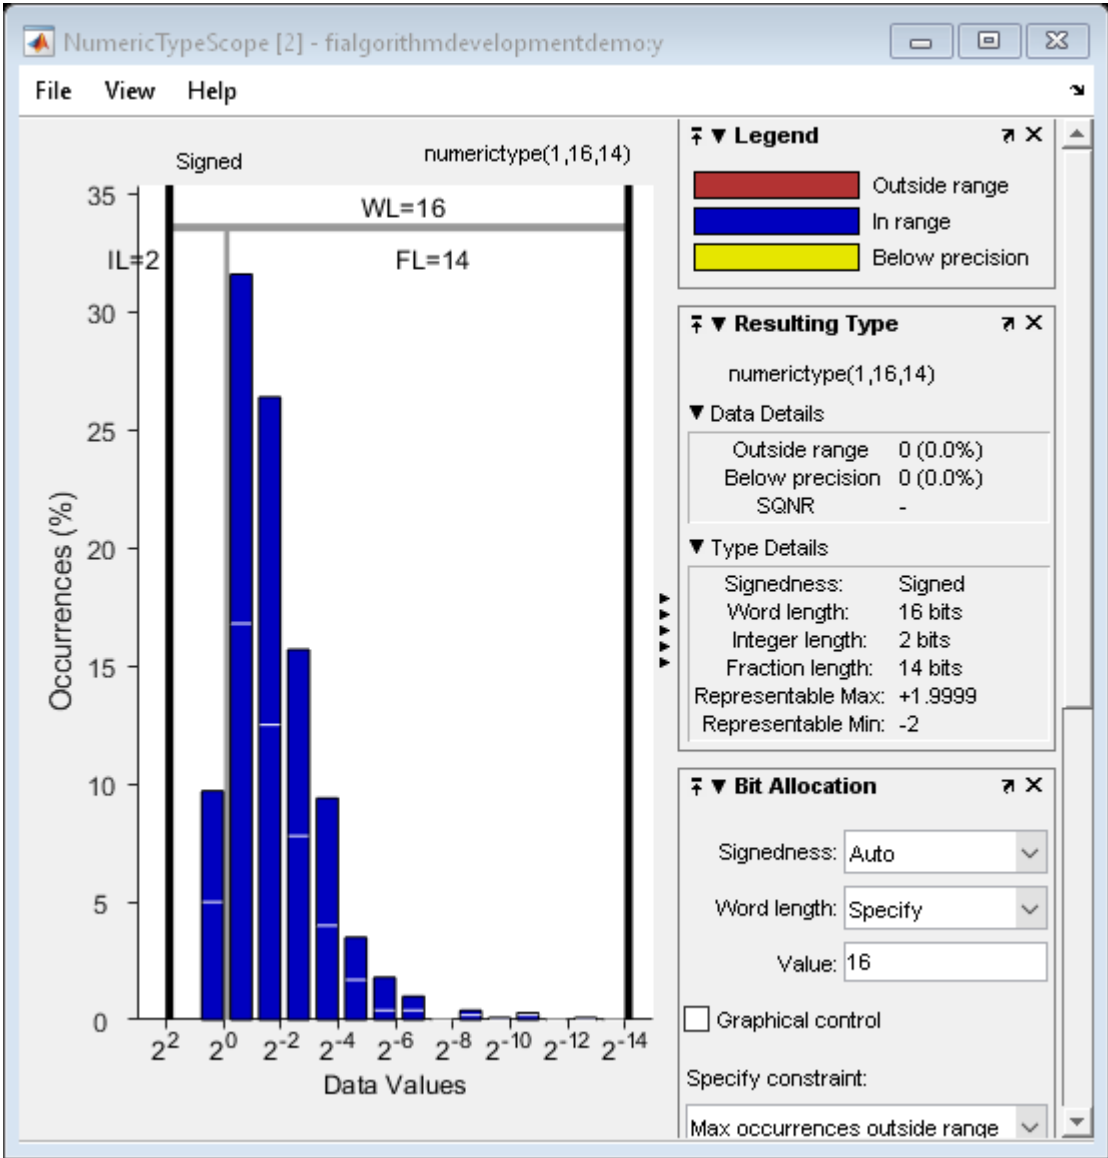 NumericTypeScope [2] - fialgorithmdevelopmentdemo:y
File View Help
Signed numerictype(1,16,14)
WL=16
IL=2 FL=14
35
30
25
20
15
10
5
0
Occurrences (%)
2^2 2^0 2^-2 2^-4 2^-6 2^-8 2^-10 2^-12 2^-14
Data Values
Legend
Outside range
In range
Below precision
Resulting Type
numerictype(1,16,14)
Data Details
Outside range 0 (0.0%)
Below precision 0 (0.0%)
SQNR -
Type Details
Signedness: Signed
Word length: 16 bits
Integer length: 2 bits
Fraction length: 14 bits
Representable Max: +1.9999
Representable Min: -2
Bit Allocation
Signedness: Auto
Word length: Specify
Value: 16
Graphical control
Specify constraint:
Max occurrences outside range